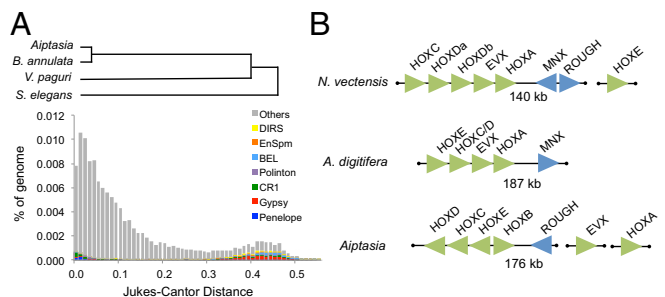 A
Aiptasia
B. annulata
V. paguri
S. elegans
0.012
0.010
0.008
0.006
0.004
0.002
0.000
% of genome
Others
DIRS
EnSpm
BEL
Polinton
CR1
Gypsy
Penelope
0.0 0.1 0.2 0.3 0.4 0.5
Jukes-Cantor Distance
B
HOXC HOXDa HOXDb EVX HOXA MNX ROUGH HOXE
N. vectensis
140 kb
HOXE HOXC/D EVX HOXA MNX
A. digitifera
187 kb
HOXD HOXC HOXE HOXB ROUGH EVX HOXA
Aiptasia
176 kb